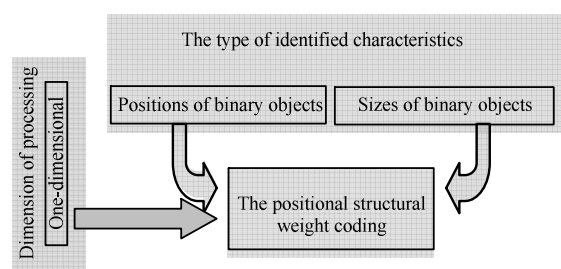 The type of identified characteristics
Positions of binary objects
Sizes of binary objects
Dimension of processing
One-dimensional
The positional structural
weight coding